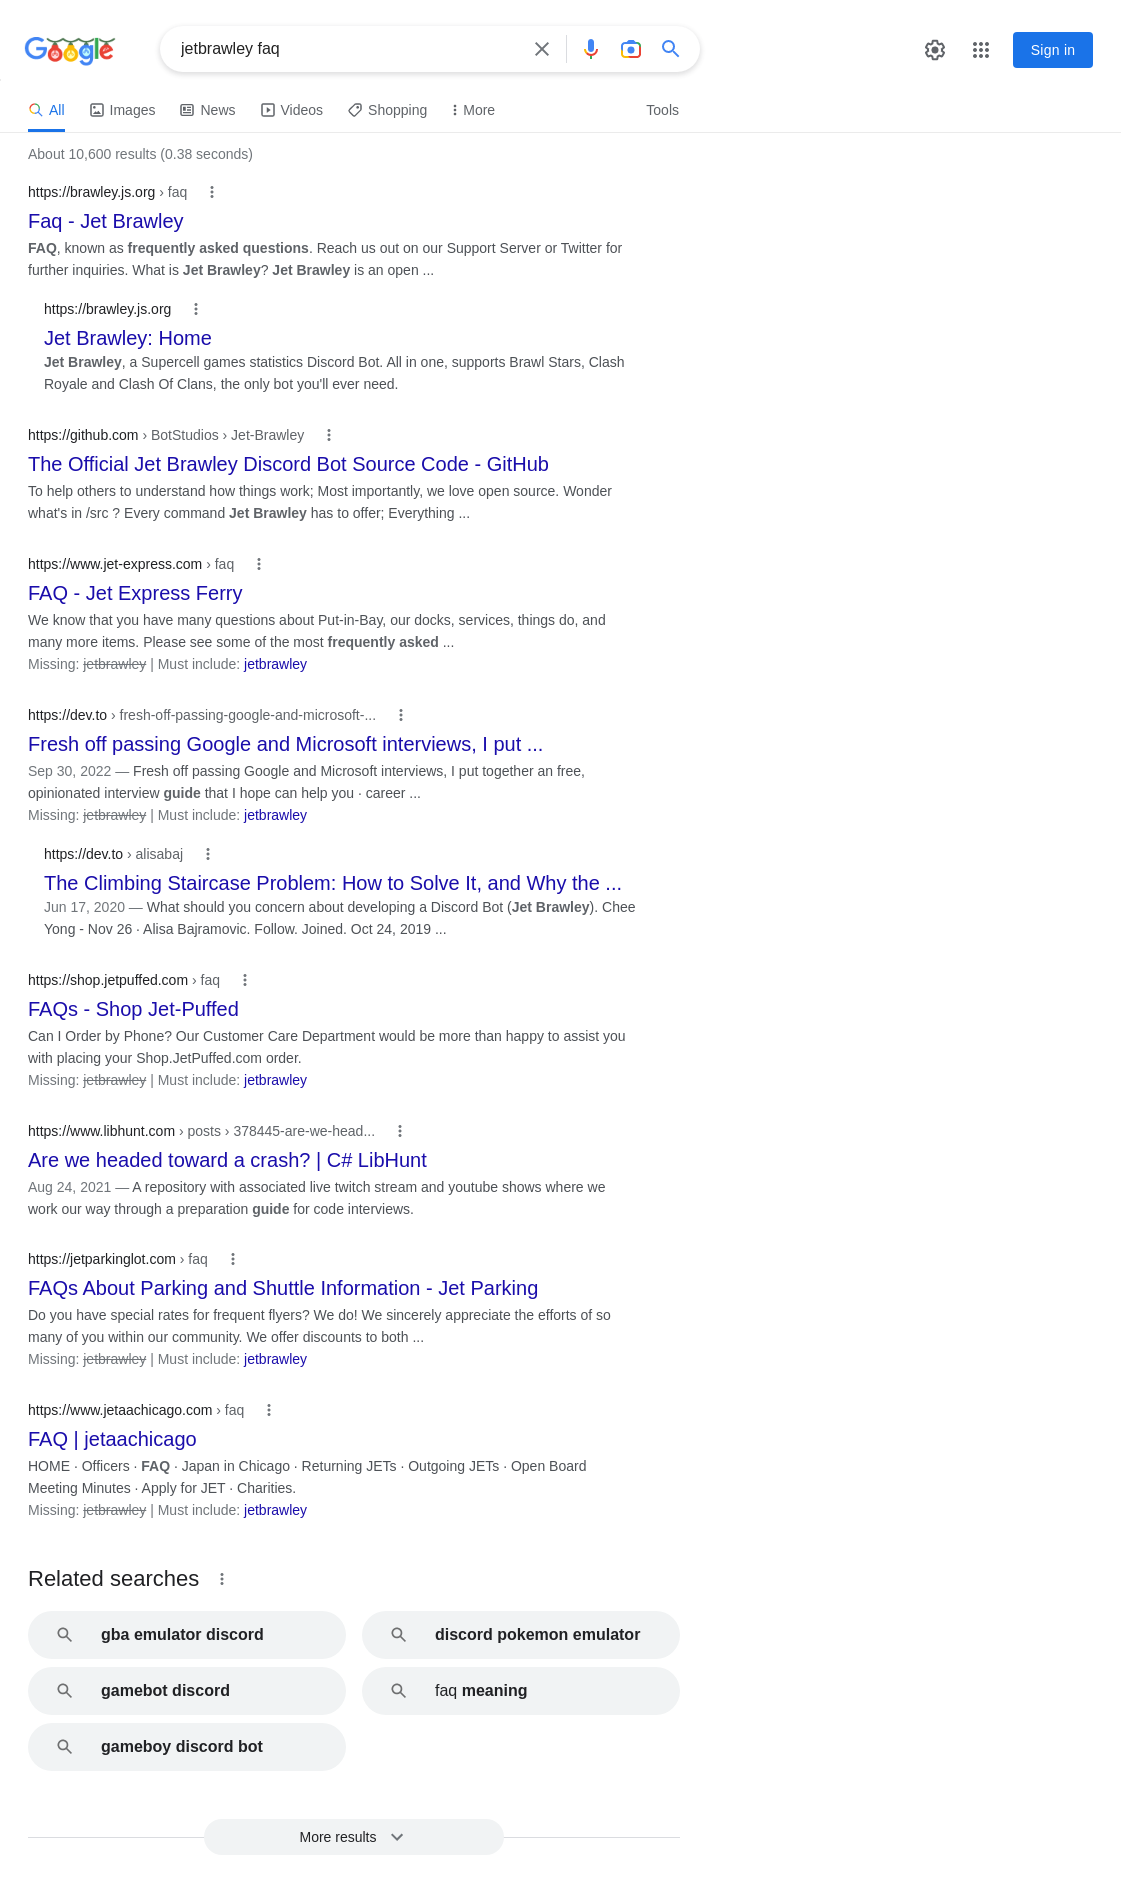 Google
jetbrawley faq
Sign in
All
Images
News
Videos
Shopping
More
Tools
About 10,600 results (0.38 seconds)
https://brawley.js.org › faq
Faq - Jet Brawley
FAQ, known as frequently asked questions. Reach us out on our Support Server or Twitter for
further inquiries. What is Jet Brawley? Jet Brawley is an open ...
https://brawley.js.org
Jet Brawley: Home
Jet Brawley, a Supercell games statistics Discord Bot. All in one, supports Brawl Stars, Clash
Royale and Clash Of Clans, the only bot you'll ever need.
https://github.com › BotStudios › Jet-Brawley
The Official Jet Brawley Discord Bot Source Code - GitHub
To help others to understand how things work; Most importantly, we love open source. Wonder
what's in /src ? Every command Jet Brawley has to offer; Everything ...
https://www.jet-express.com › faq
FAQ - Jet Express Ferry
We know that you have many questions about Put-in-Bay, our docks, services, things do, and
many more items. Please see some of the most frequently asked ...
Missing: jetbrawley | Must include: jetbrawley
https://dev.to › fresh-off-passing-google-and-microsoft-...
Fresh off passing Google and Microsoft interviews, I put ...
Sep 30, 2022 — Fresh off passing Google and Microsoft interviews, I put together an free,
opinionated interview guide that I hope can help you · career ...
Missing: jetbrawley | Must include: jetbrawley
https://dev.to › alisabaj
The Climbing Staircase Problem: How to Solve It, and Why the ...
Jun 17, 2020 — What should you concern about developing a Discord Bot (Jet Brawley). Chee
Yong - Nov 26 · Alisa Bajramovic. Follow. Joined. Oct 24, 2019 ...
https://shop.jetpuffed.com › faq
FAQs - Shop Jet-Puffed
Can I Order by Phone? Our Customer Care Department would be more than happy to assist you
with placing your Shop.JetPuffed.com order.
Missing: jetbrawley | Must include: jetbrawley
https://www.libhunt.com › posts › 378445-are-we-head...
Are we headed toward a crash? | C# LibHunt
Aug 24, 2021 — A repository with associated live twitch stream and youtube shows where we
work our way through a preparation guide for code interviews.
https://jetparkinglot.com › faq
FAQs About Parking and Shuttle Information - Jet Parking
Do you have special rates for frequent flyers? We do! We sincerely appreciate the efforts of so
many of you within our community. We offer discounts to both ...
Missing: jetbrawley | Must include: jetbrawley
https://www.jetaachicago.com › faq
FAQ | jetaachicago
HOME · Officers · FAQ · Japan in Chicago · Returning JETs · Outgoing JETs · Open Board
Meeting Minutes · Apply for JET · Charities.
Missing: jetbrawley | Must include: jetbrawley
Related searches
gba emulator discord
discord pokemon emulator
gamebot discord
faq meaning
gameboy discord bot
More results